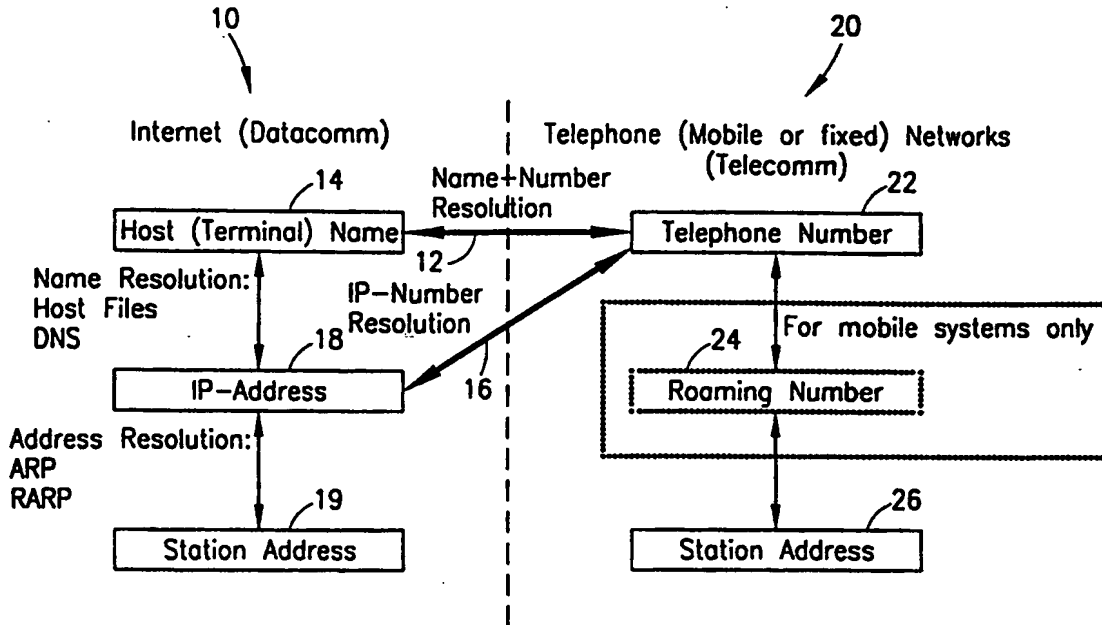 10
20
Internet (Datacomm)
Telephone (Mobile or fixed) Networks
(Telecomm)
14
Name-Number
Resolution
22
Host (Terminal) Name
Telephone Number
12
Name Resolution:
Host Files
DNS
IP-Number
Resolution
For mobile systems only
18
16
24
IP-Address
Roaming Number
Address Resolution:
ARP
RARP
19
26
Station Address
Station Address